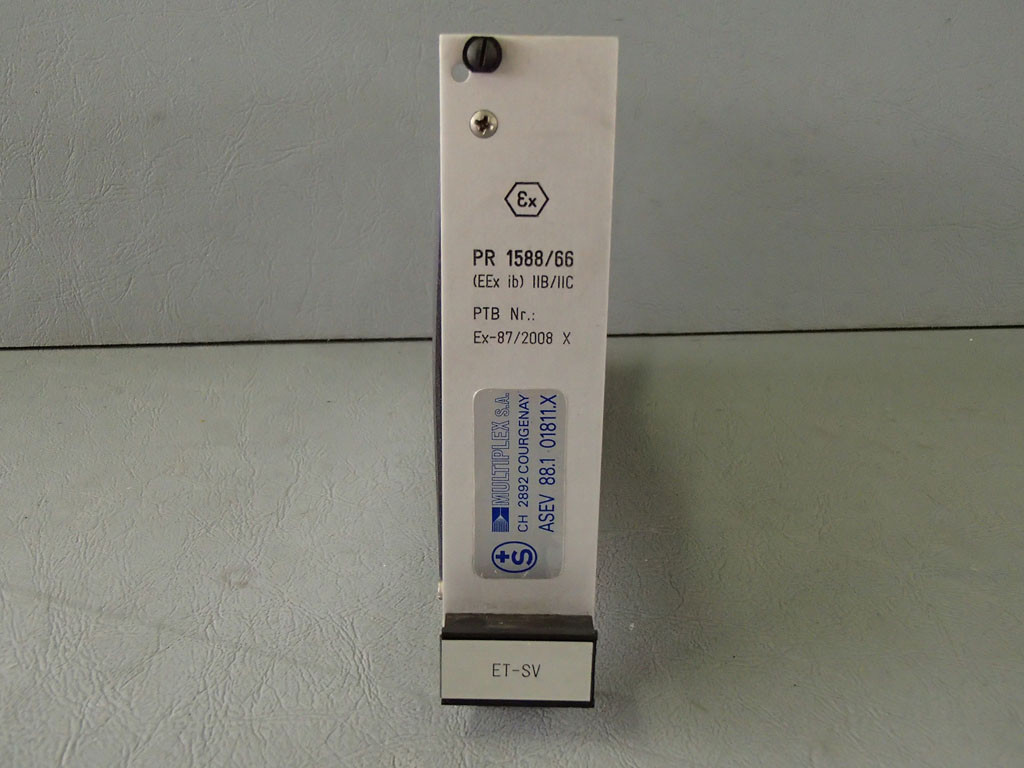 Ex
PR 1588/66
(EEx ib) IIB/IIC
PTB Nr.:
Ex-87/2008 X
MULTIPLEX S.A.
CH 2892 COURGENAY
ASEV 88.1 01811.X
+S
ET-SV